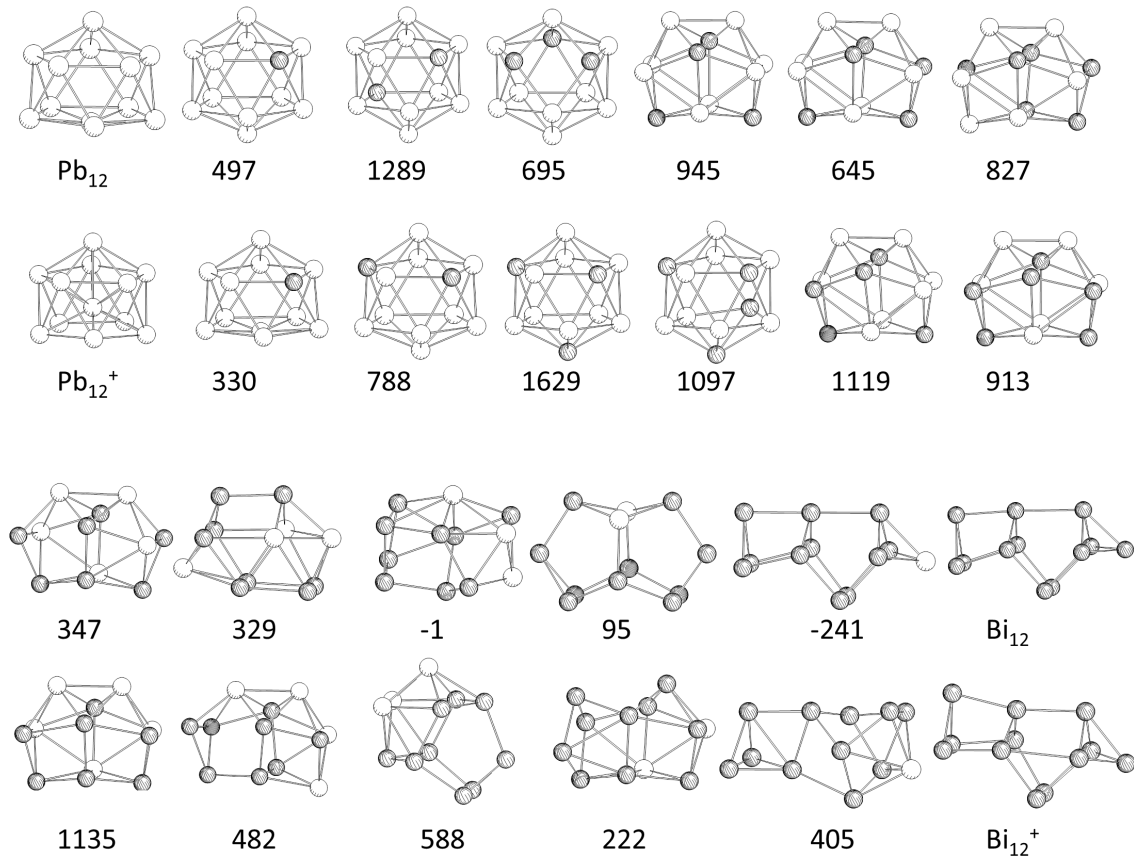 Pb₁₂ 497 1289 695 945 645 827
Pb₁₂⁺ 330 788 1629 1097 1119 913
347 329 -1 95 -241 Bi₁₂
1135 482 588 222 405 Bi₁₂⁺